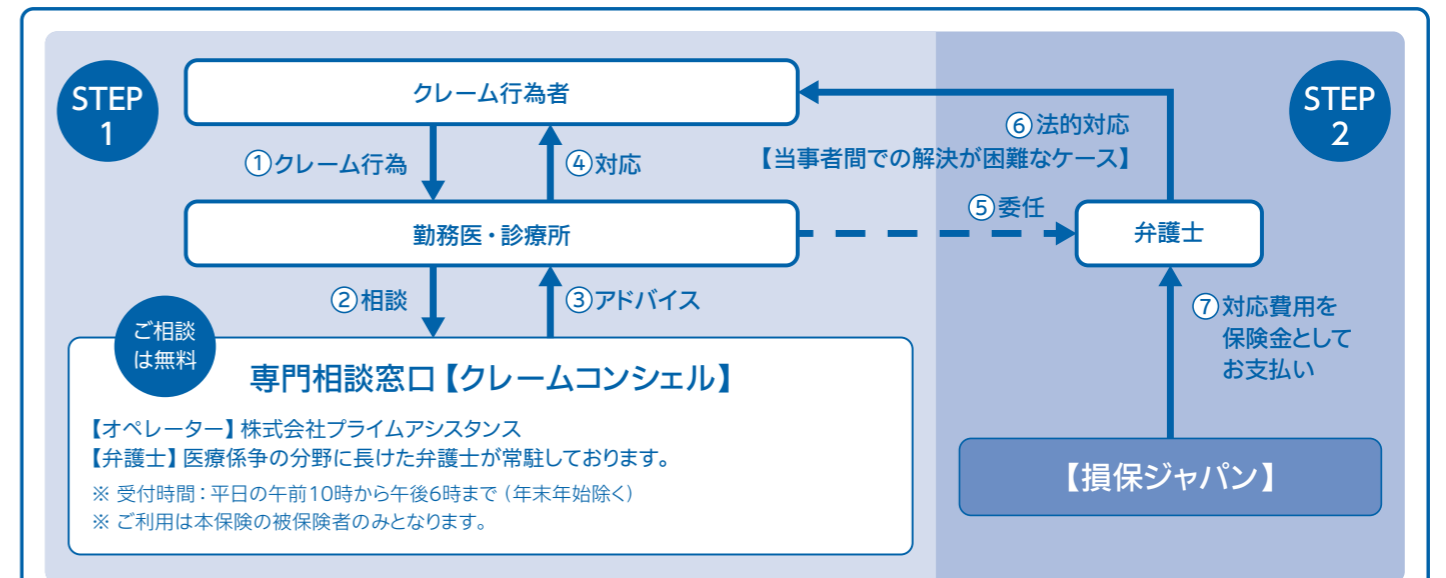 STEP
1
クレーム行為者
STEP
2
①クレーム行為
④対応
⑥法的対応
【当事者間での解決が困難なケース】
勤務医・診療所
⑤委任
弁護士
②相談
③アドバイス
⑦対応費用を
保険金として
お支払い
ご相談
は無料
専門相談窓口【クレームコンシェル】
【オペレーター】株式会社プライムアシスタンス
【弁護士】医療係争の分野に長けた弁護士が常駐しております。
※ 受付時間：平日の午前10時から午後6時まで（年末年始除く）
※ ご利用は本保険の被保険者のみとなります。
【損保ジャパン】